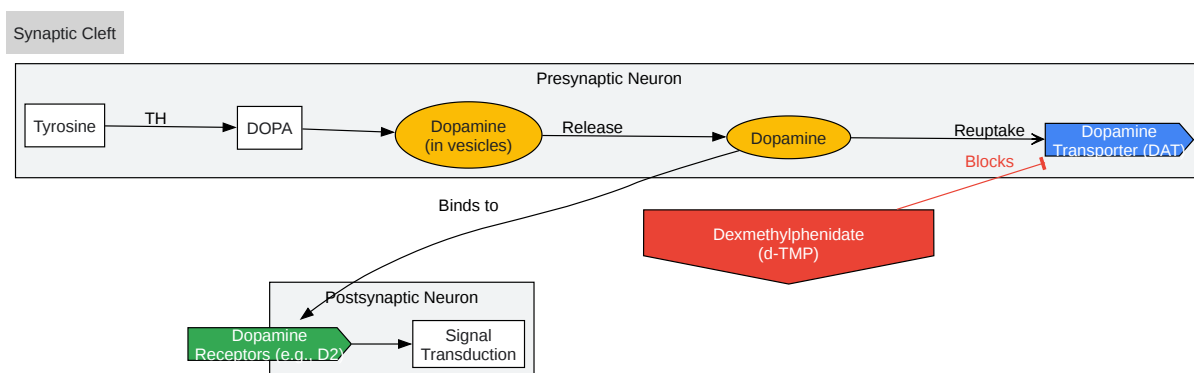 Synaptic Cleft
Presynaptic Neuron
Tyrosine
TH
DOPA
Dopamine
(in vesicles)
Release
Dopamine
Reuptake
Dopamine
Transporter (DAT)
Blocks
Binds to
Dexmethylphenidate
(d-TMP)
Postsynaptic Neuron
Dopamine
Receptors (e.g., D2)
Signal
Transduction